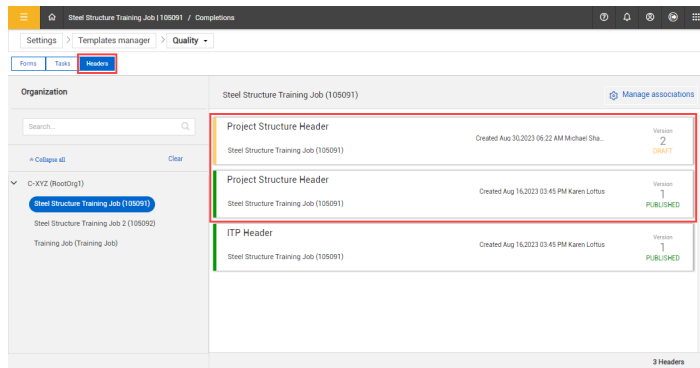 Steel Structure Training Job | 105091 / Completions
Settings > Templates manager > Quality
Forms Tasks Headers
Organization
Steel Structure Training Job (105091)
Manage associations
Search...
Collapse all
Clear
C-XYZ (RootOrg1)
Steel Structure Training Job (105091)
Steel Structure Training Job 2 (105092)
Training Job (Training Job)
Project Structure Header
Steel Structure Training Job (105091)
Created Aug 30,2023 06:22 AM Michael Sha...
Version
2
DRAFT
Project Structure Header
Steel Structure Training Job (105091)
Created Aug 16,2023 03:45 PM Karen Loftus
Version
1
PUBLISHED
ITP Header
Steel Structure Training Job (105091)
Created Aug 16,2023 03:45 PM Karen Loftus
Version
1
PUBLISHED
3 Headers